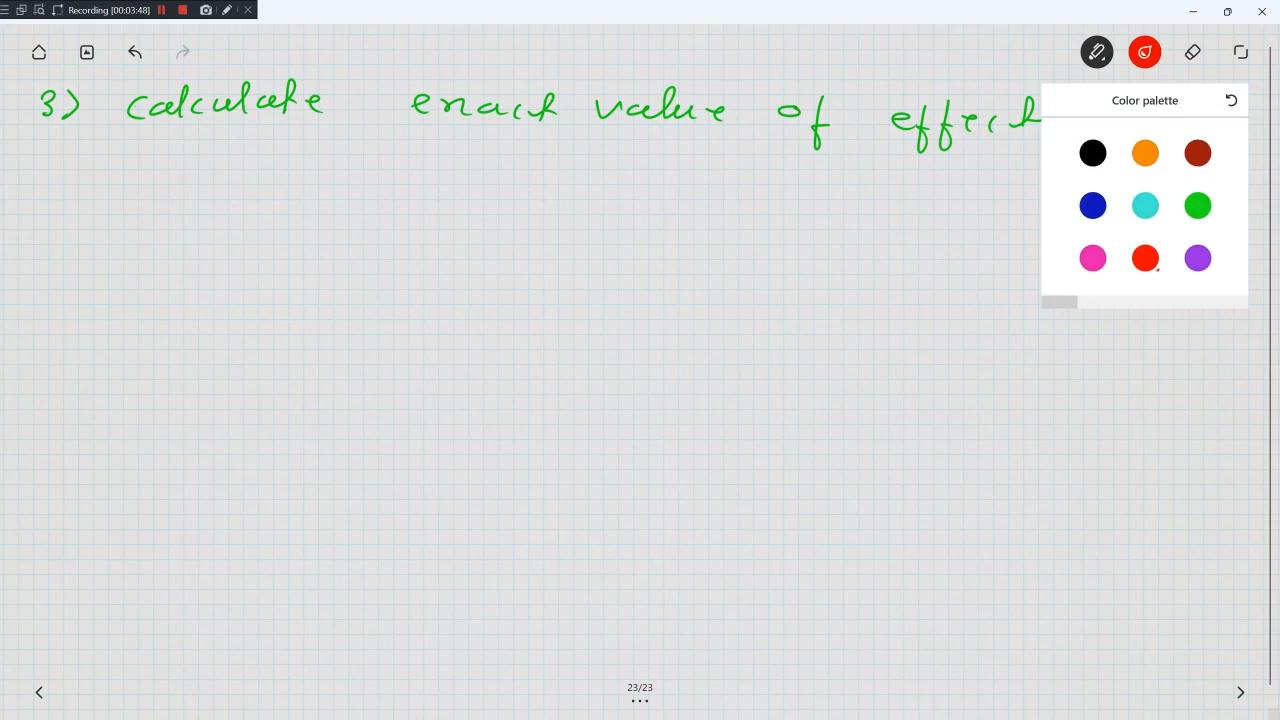 Recording [00:03:48]
3) calculate exact value of effect
Color palette
23/23